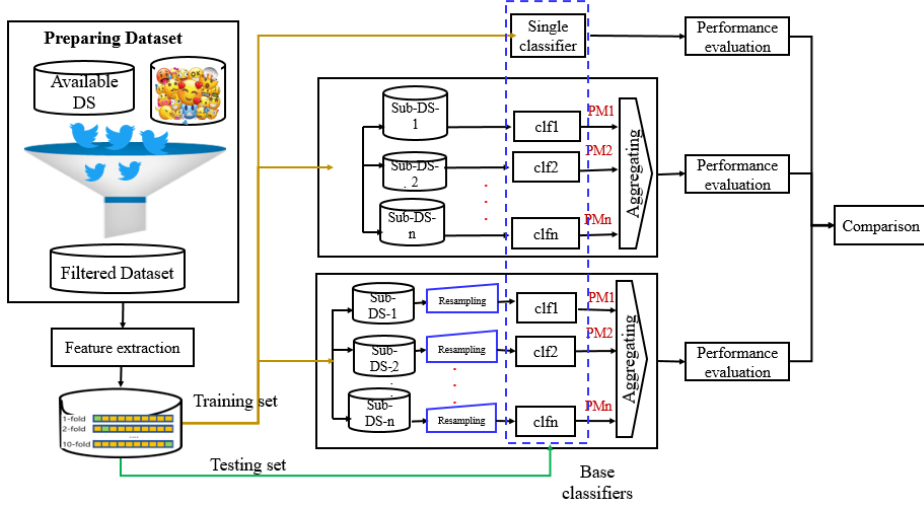 Preparing Dataset
Available
DS
Filtered Dataset
Feature extraction
1-fold
2-fold
....
10-fold
Training set
Testing set
Single
classifier
Performance
evaluation
Sub-DS-
1
clf1
PM1
Sub-DS-
2
clf2
PM2
Sub-DS-
n
clfn
PMn
Aggregating
Performance
evaluation
Comparison
Sub-
DS-1
Resampling
clf1
PM1
Sub-
DS-2
Resampling
clf2
PM2
Sub-
DS-n
Resampling
clfn
PMn
Aggregating
Performance
evaluation
Base
classifiers